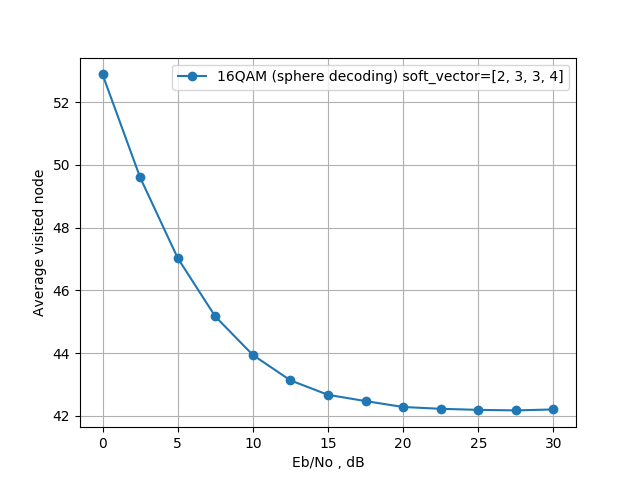 16QAM (sphere decoding) soft_vector=[2, 3, 3, 4]
Average visited node
52
50
48
46
44
42
0 5 10 15 20 25 30
Eb/No , dB